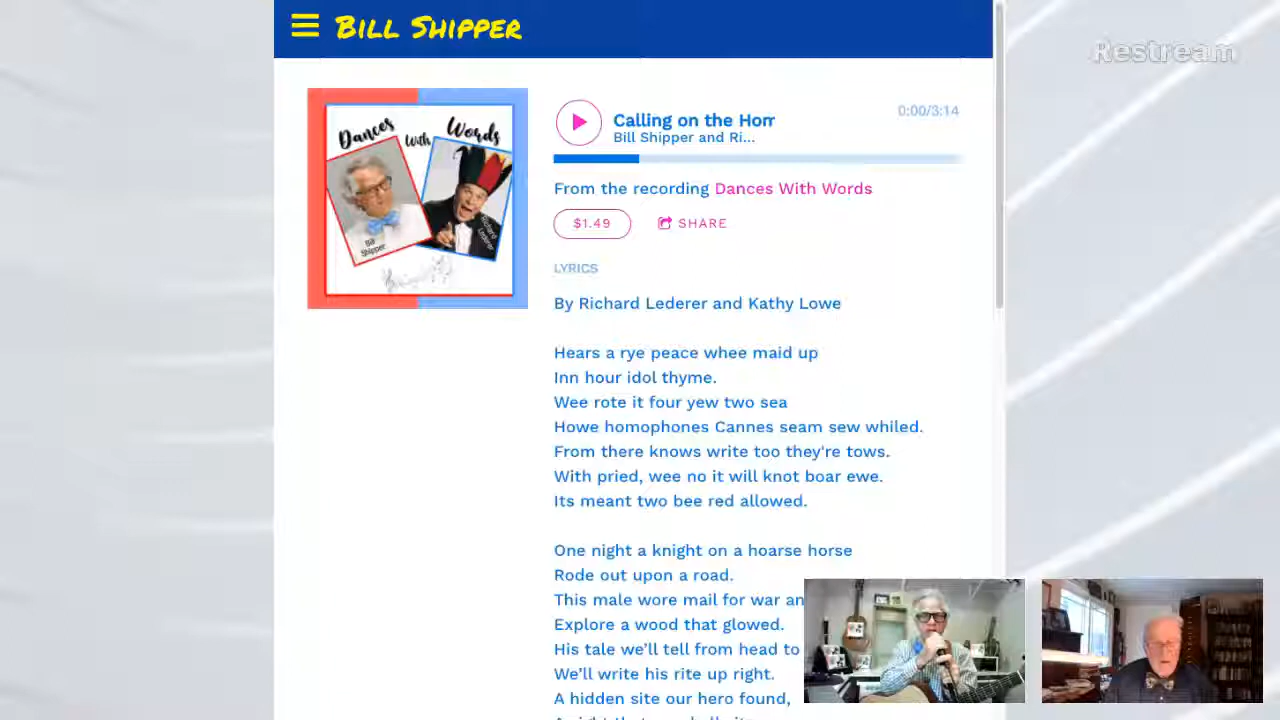 Bill Shipper
Restream
Dances With Words
Bill Shipper
Richard Lederer
Calling on the Horr
0:00/3:14
Bill Shipper and Ri...
From the recording Dances With Words
$1.49
SHARE
LYRICS
By Richard Lederer and Kathy Lowe
Hears a rye peace whee maid up
Inn hour idol thyme.
Wee rote it four yew two sea
Howe homophones Cannes seam sew whiled.
From there knows write too they're tows.
With pried, wee no it will knot boar ewe.
Its meant two bee red allowed.
One night a knight on a hoarse horse
Rode out upon a road.
This male wore mail for war an
Explore a wood that glowed.
His tale we'll tell from head to
We'll write his rite up right.
A hidden site our hero found,